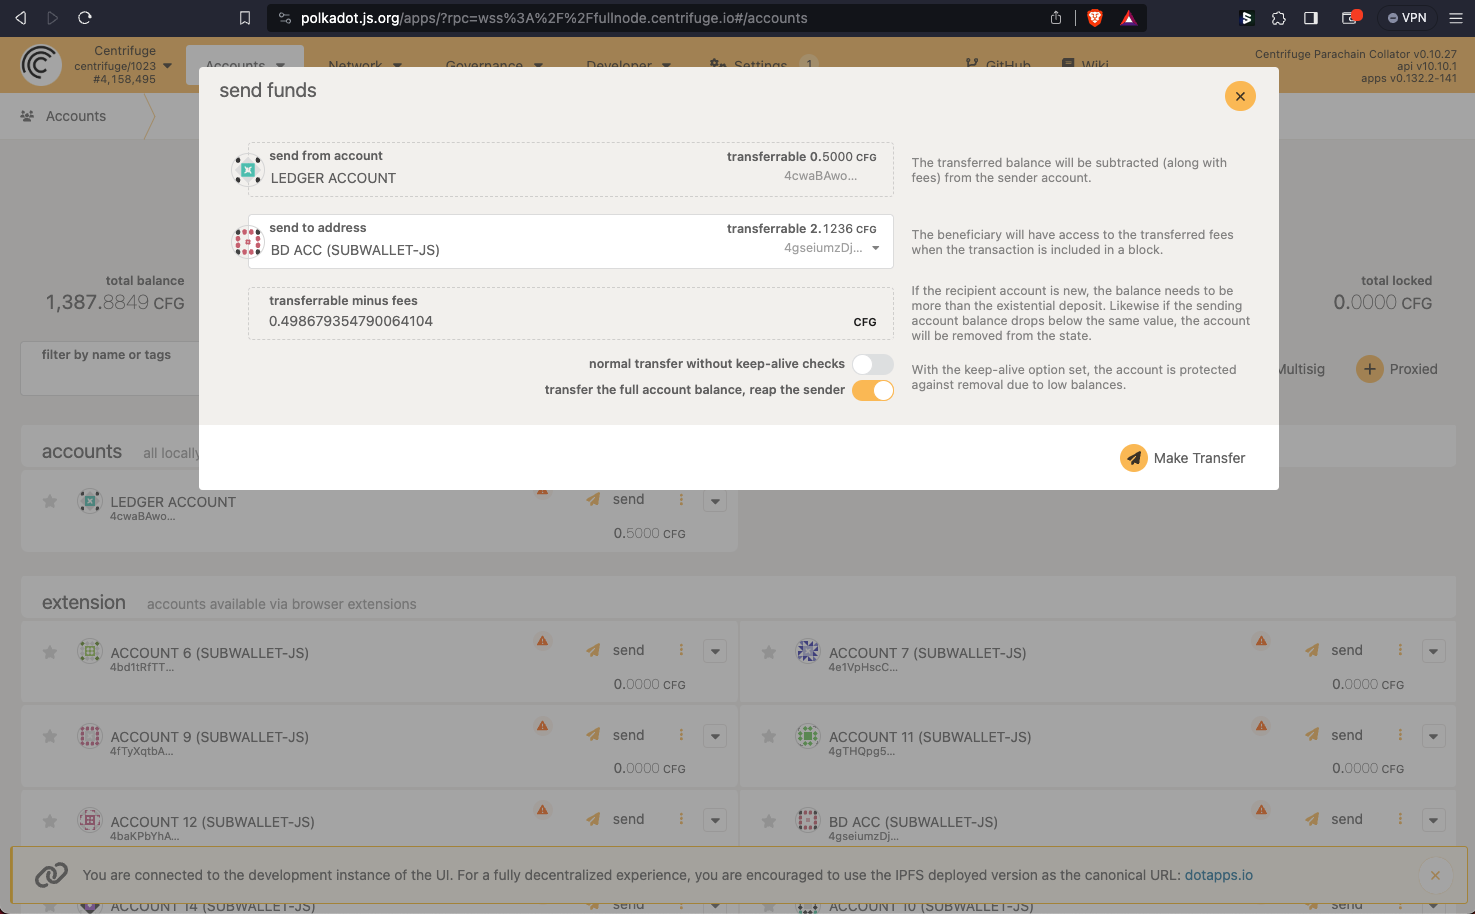 polkadot.js.org/apps/?rpc=wss%3A%2F%2Ffullnode.centrifuge.io#/accounts
VPN
Centrifuge
centrifuge/1023
#4,158,495
Accounts
Network
Governance
Developer
Settings
1
GitHub
Wiki
Centrifuge Parachain Collator v0.10.27
api v10.10.1
apps v0.132.2-141
Accounts
send funds
send from account
LEDGER ACCOUNT
transferrable 0.5000 CFG
4cwaBAwo...
The transferred balance will be subtracted (along with
fees) from the sender account.
send to address
BD ACC (SUBWALLET-JS)
transferrable 2.1236 CFG
4gseiumzDj...
The beneficiary will have access to the transferred fees
when the transaction is included in a block.
transferrable minus fees
0.498679354790064104
CFG
If the recipient account is new, the balance needs to be
more than the existential deposit. Likewise if the sending
account balance drops below the same value, the account
will be removed from the state.
normal transfer without keep-alive checks
transfer the full account balance, reap the sender
With the keep-alive option set, the account is protected
against removal due to low balances.
Make Transfer
total balance
1,387.8849 CFG
total locked
0.0000 CFG
filter by name or tags
Multisig
Proxied
accounts
all locally
LEDGER ACCOUNT
4cwaBAwo...
send
0.5000 CFG
extension
accounts available via browser extensions
ACCOUNT 6 (SUBWALLET-JS)
4bd1tRfTT...
send
0.0000 CFG
ACCOUNT 7 (SUBWALLET-JS)
4e1VpHscC...
send
0.0000 CFG
ACCOUNT 9 (SUBWALLET-JS)
4fTyXqtbA...
send
0.0000 CFG
ACCOUNT 11 (SUBWALLET-JS)
4gTHQpg5...
send
0.0000 CFG
ACCOUNT 12 (SUBWALLET-JS)
4baKPbYhA...
send
BD ACC (SUBWALLET-JS)
4gseiumzDj...
send
You are connected to the development instance of the UI. For a fully decentralized experience, you are encouraged to use the IPFS deployed version as the canonical URL: dotapps.io
ACCOUNT 14 (SUBWALLET-JS)
send
ACCOUNT 10 (SUBWALLET-JS)
send